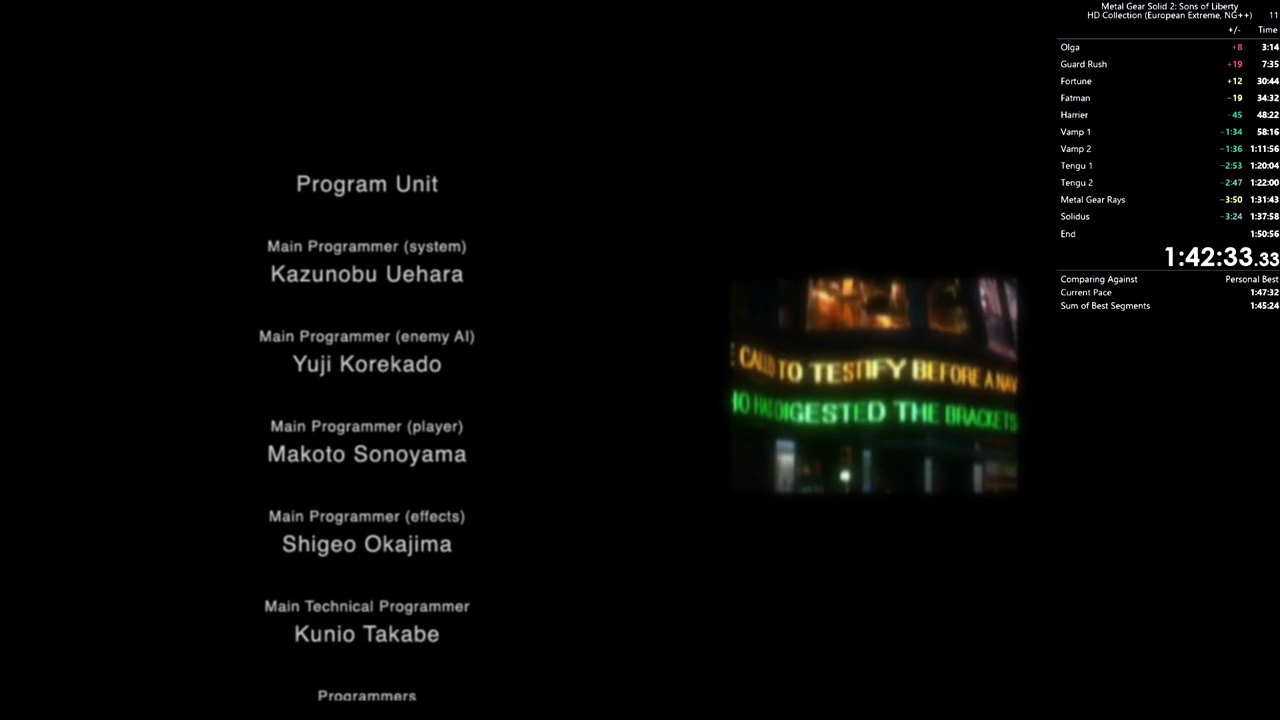 Program Unit
Main Programmer (system)
Kazunobu Uehara
Main Programmer (enemy AI)
Yuji Korekado
Main Programmer (player)
Makoto Sonoyama
Main Programmer (effects)
Shigeo Okajima
Main Technical Programmer
Kunio Takabe
Programmers
TO TESTIFY BEFORE A
DIGESTED THE BRACKETS
Metal Gear Solid 2: Sons of Liberty
HD Collection (European Extreme, NG++) 11
+/- Time
Olga +8 3:14
Guard Rush +19 7:35
Fortune +12 30:44
Fatman −19 34:32
Harrier −45 48:22
Vamp 1 −1:34 58:16
Vamp 2 −1:36 1:11:56
Tengu 1 −2:53 1:20:04
Tengu 2 −2:47 1:22:00
Metal Gear Rays −3:50 1:31:43
Solidus −3:24 1:37:58
End 1:50:56
1:42:33.33
Comparing Against Personal Best
Current Pace 1:47:32
Sum of Best Segments 1:45:24